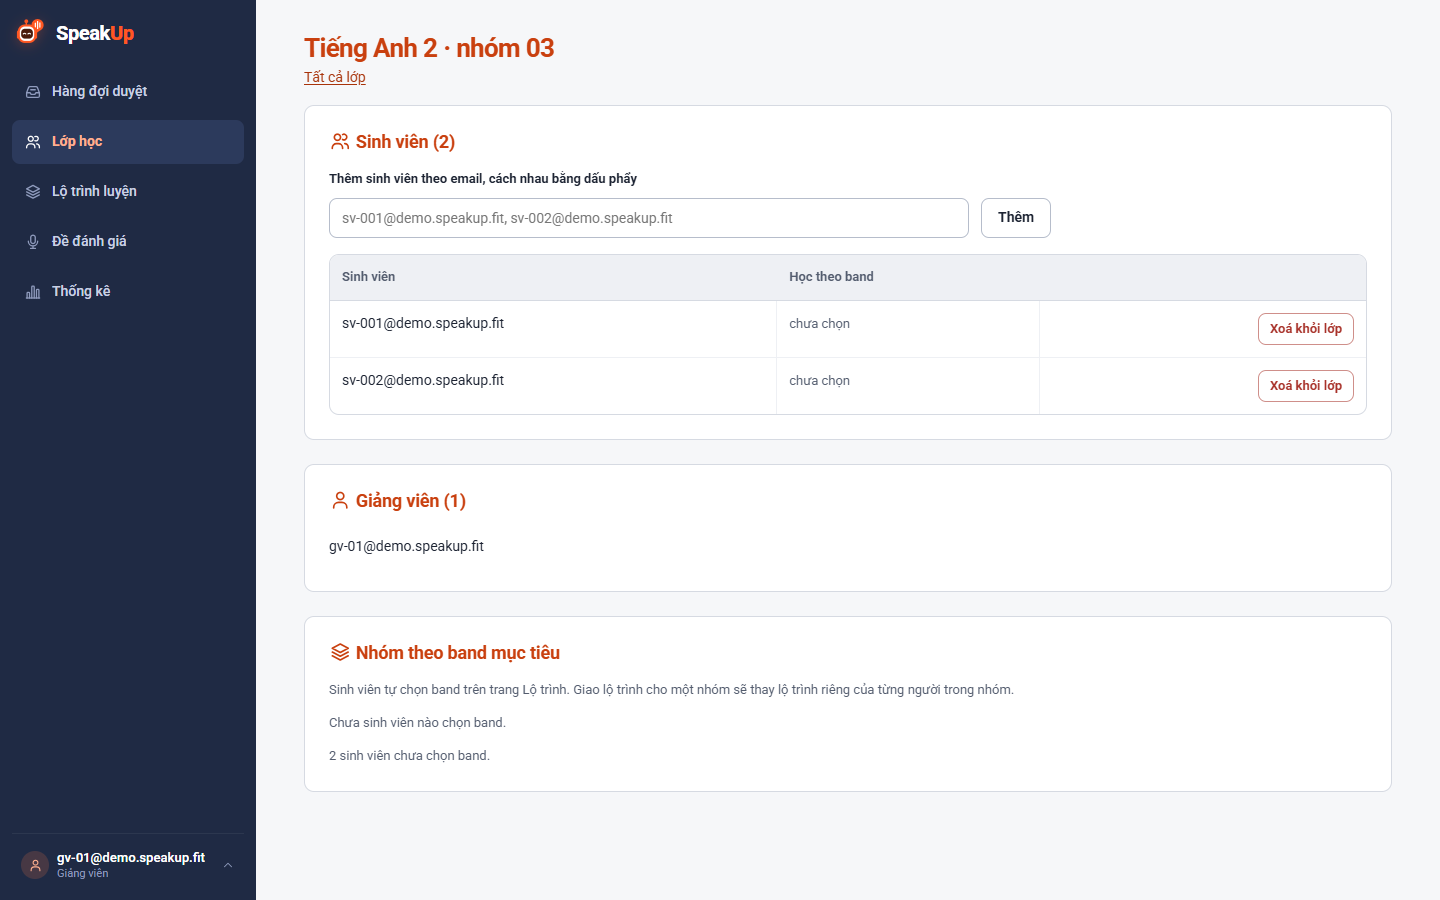 SpeakUp
Hàng đợi duyệt
Lớp học
Lộ trình luyện
Đề đánh giá
Thống kê
gv-01@demo.speakup.fit
Giảng viên
Tiếng Anh 2 · nhóm 03
Tất cả lớp
Sinh viên (2)
Thêm sinh viên theo email, cách nhau bằng dấu phẩy
sv-001@demo.speakup.fit, sv-002@demo.speakup.fit
Thêm
Sinh viên Học theo band
sv-001@demo.speakup.fit chưa chọn Xoá khỏi lớp
sv-002@demo.speakup.fit chưa chọn Xoá khỏi lớp
Giảng viên (1)
gv-01@demo.speakup.fit
Nhóm theo band mục tiêu
Sinh viên tự chọn band trên trang Lộ trình. Giao lộ trình cho một nhóm sẽ thay lộ trình riêng của từng người trong nhóm.
Chưa sinh viên nào chọn band.
2 sinh viên chưa chọn band.